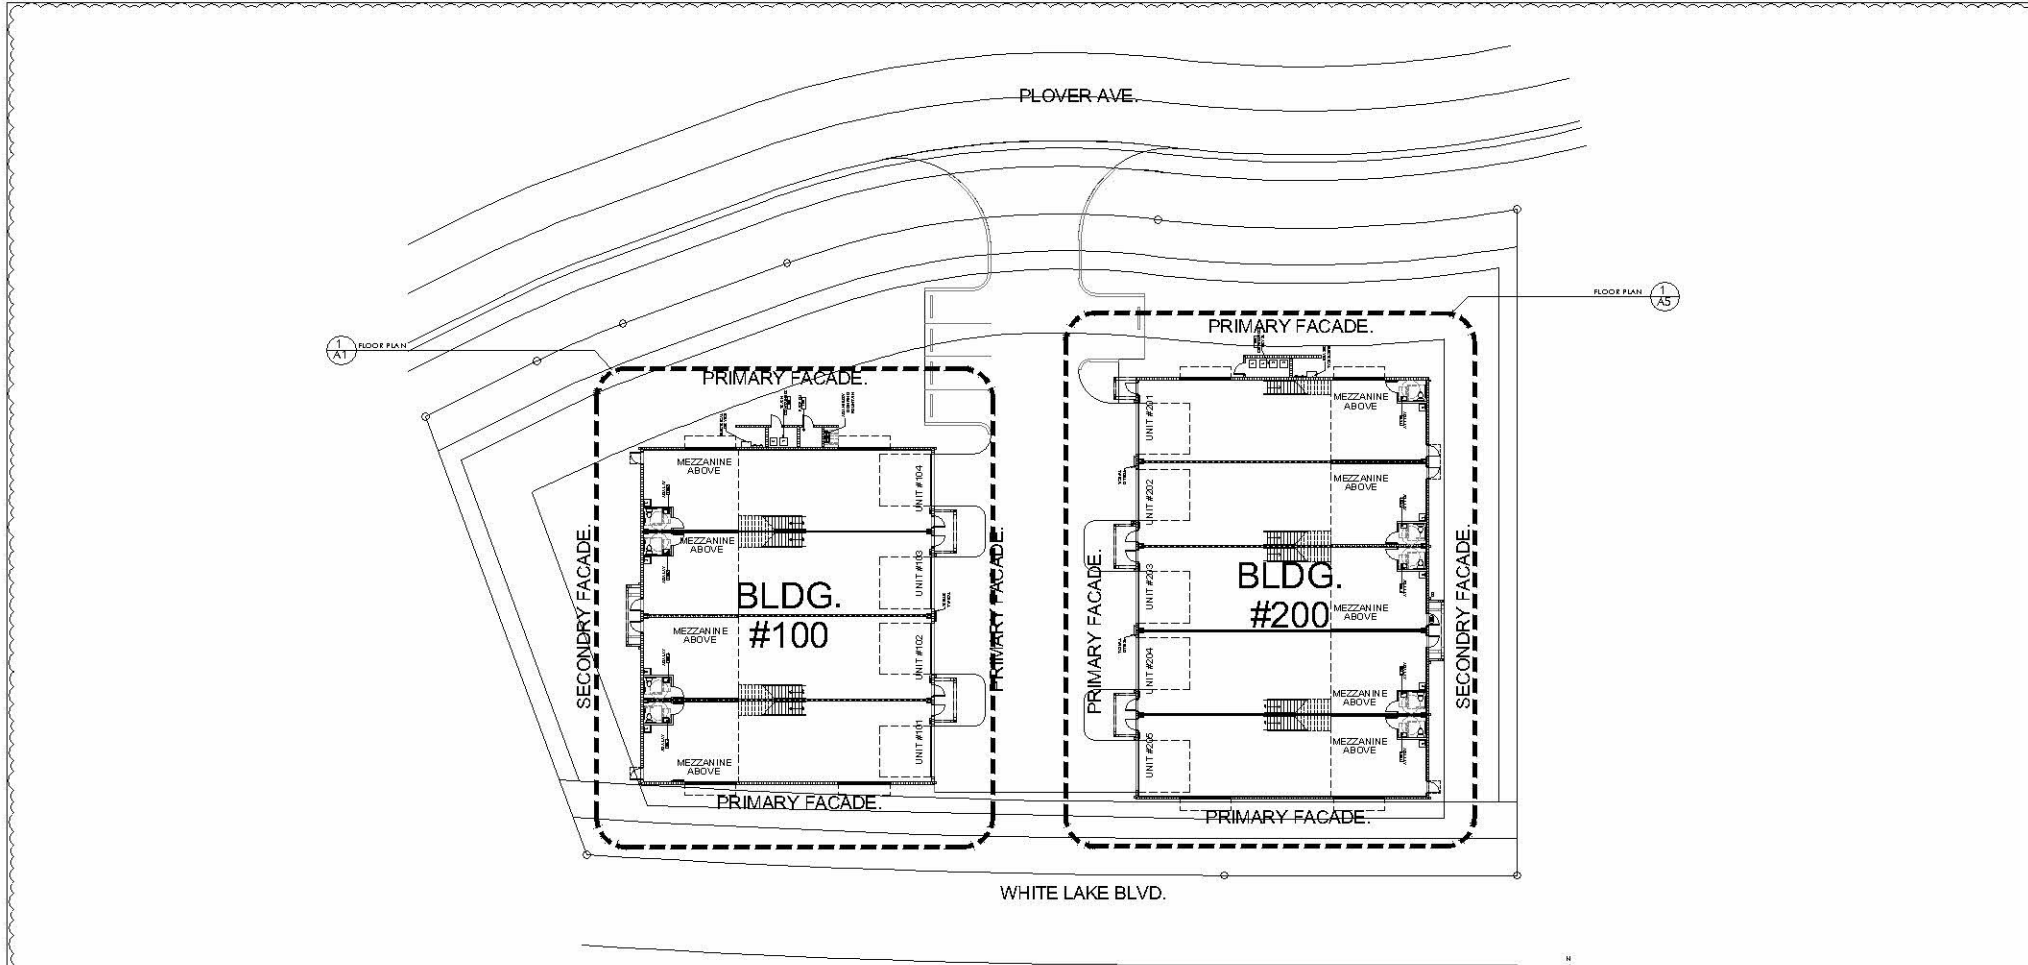 PLOVER AVE.
FLOOR PLAN
1
A5
1
A1
FLOOR PLAN
PRIMARY FACADE.
PRIMARY FACADE.
MEZZANINE
ABOVE
UNIT #201
MEZZANINE
ABOVE
UNIT #104
MEZZANINE
ABOVE
UNIT #202
MEZZANINE
ABOVE
UNIT #103
SECONDRY FACADE.
PRIMARY FACADE.
PRIMARY FACADE.
SECONDRY FACADE.
BLDG.
#100
BLDG.
#200
UNIT #203
MEZZANINE
ABOVE
MEZZANINE
ABOVE
UNIT #102
UNIT #204
MEZZANINE
ABOVE
UNIT #101
UNIT #205
MEZZANINE
ABOVE
MEZZANINE
ABOVE
PRIMARY FACADE.
PRIMARY FACADE.
WHITE LAKE BLVD.
N